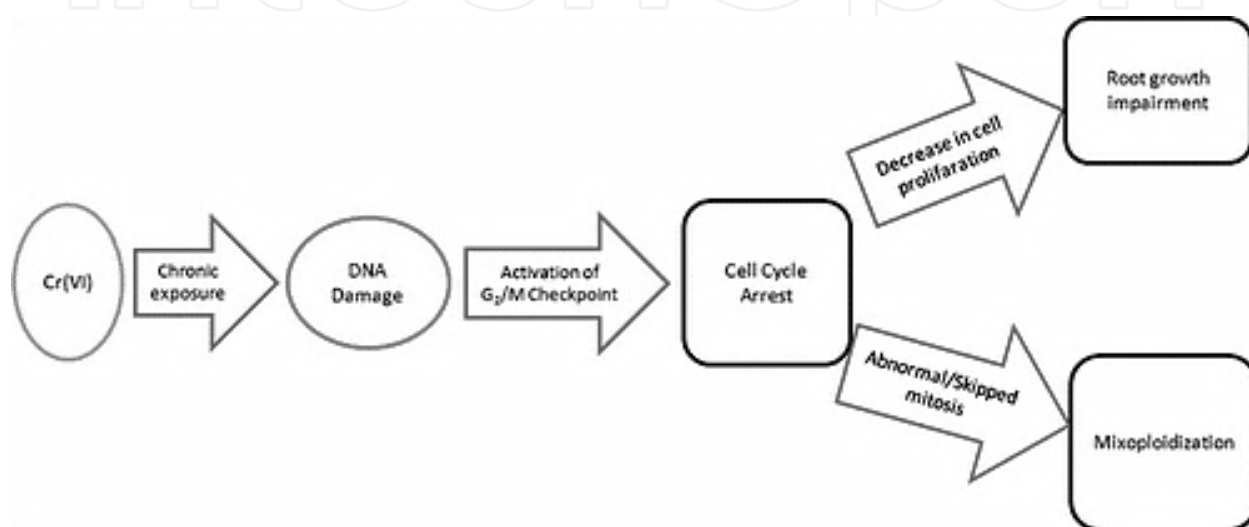 Cr(VI)
Chronic
exposure
DNA
Damage
Activation of
G₂/M Checkpoint
Cell Cycle
Arrest
Decrease in cell
prolifaration
Root growth
impairment
Abnormal/Skipped
mitosis
Mixoploidization